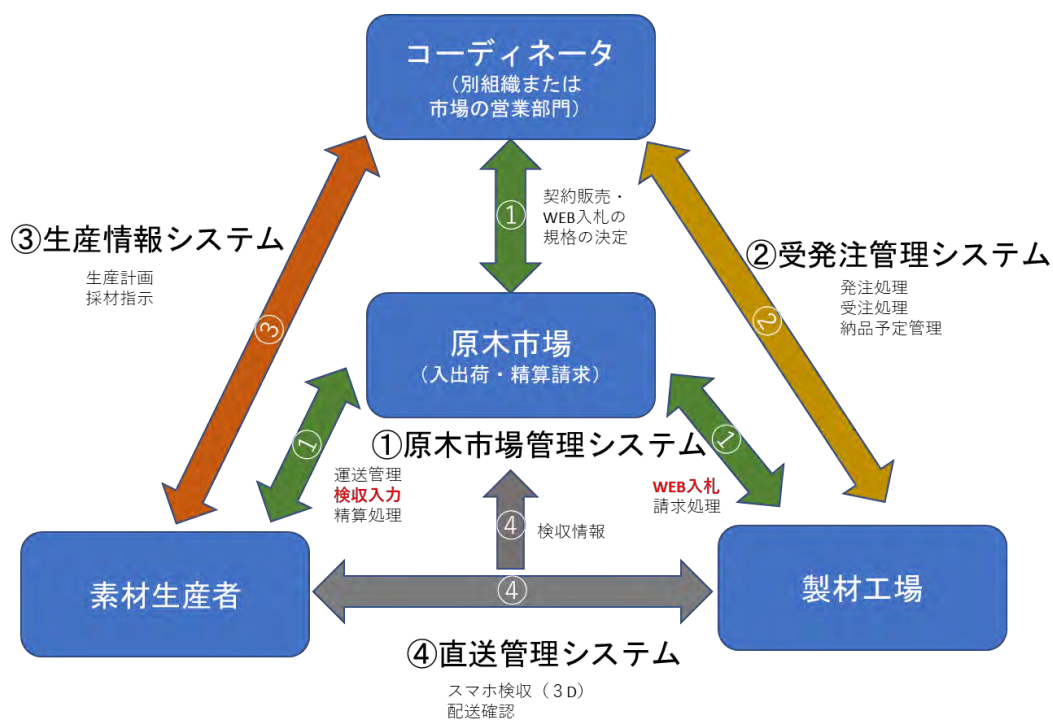 コーディネータ
（別組織または
市場の営業部門）
①
契約販売・
WEB入札の
規格の決定
③生産情報システム
生産計画
採材指示
②受発注管理システム
発注処理
受注処理
納品予定管理
③
②
原木市場
（入出荷・精算請求）
①
①
①原木市場管理システム
運送管理
検収入力
精算処理
WEB入札
請求処理
④
検収情報
素材生産者
④
製材工場
④直送管理システム
スマホ検収（３D）
配送確認